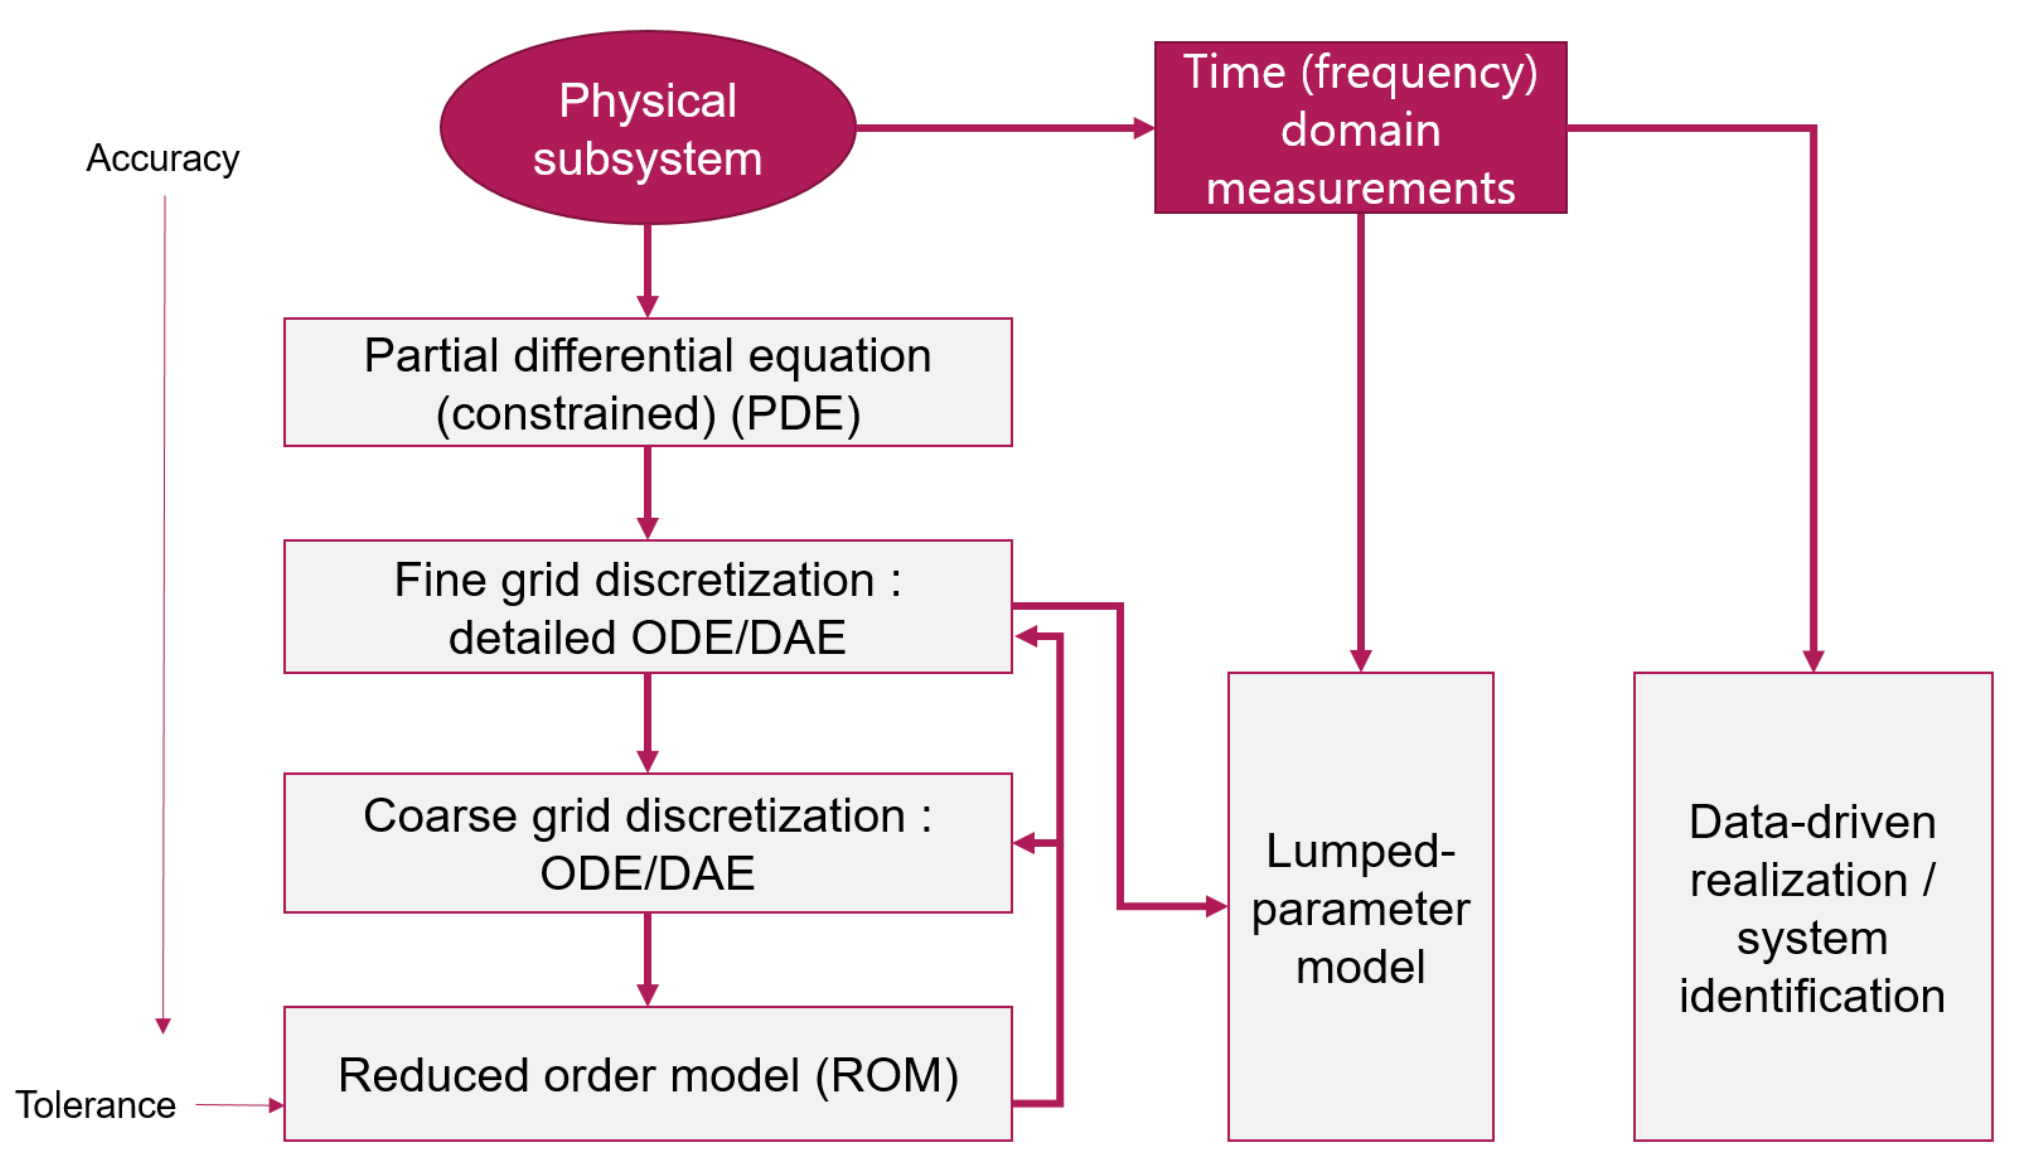 Physical
subsystem
Time (frequency)
domain
measurements
Accuracy
Partial differential equation
(constrained) (PDE)
Fine grid discretization :
detailed ODE/DAE
Coarse grid discretization :
ODE/DAE
Reduced order model (ROM)
Tolerance
Lumped-
parameter
model
Data-driven
realization /
system
identification